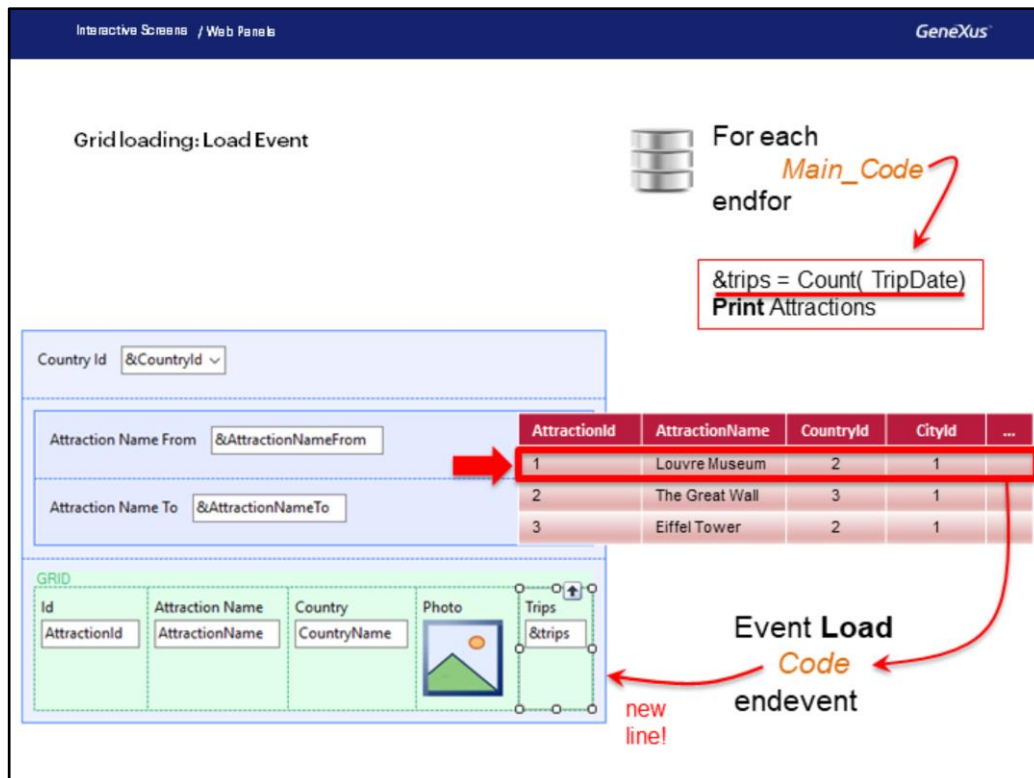 Interactive Screens / Web Panels
GeneXus
Grid loading: Load Event
For each
Main_Code
endfor
&trips = Count( TripDate)
Print Attractions
Country Id &CountryId
Attraction Name From &AttractionNameFrom
Attraction Name To &AttractionNameTo
AttractionId AttractionName CountryId CityId ...
1 Louvre Museum 2 1
2 The Great Wall 3 1
3 Eiffel Tower 2 1
GRID
Id Attraction Name Country Photo Trips
AttractionId AttractionName CountryName &trips
Event Load
Code
endevent
new
line!